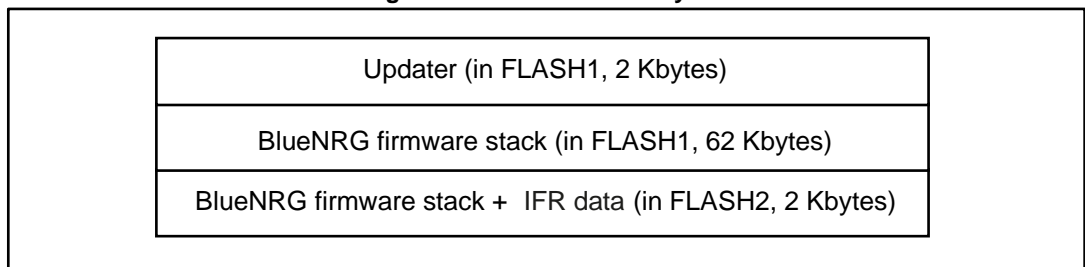 Updater (in FLASH1, 2 Kbytes)
BlueNRG firmware stack (in FLASH1, 62 Kbytes)
BlueNRG firmware stack + IFR data (in FLASH2, 2 Kbytes)